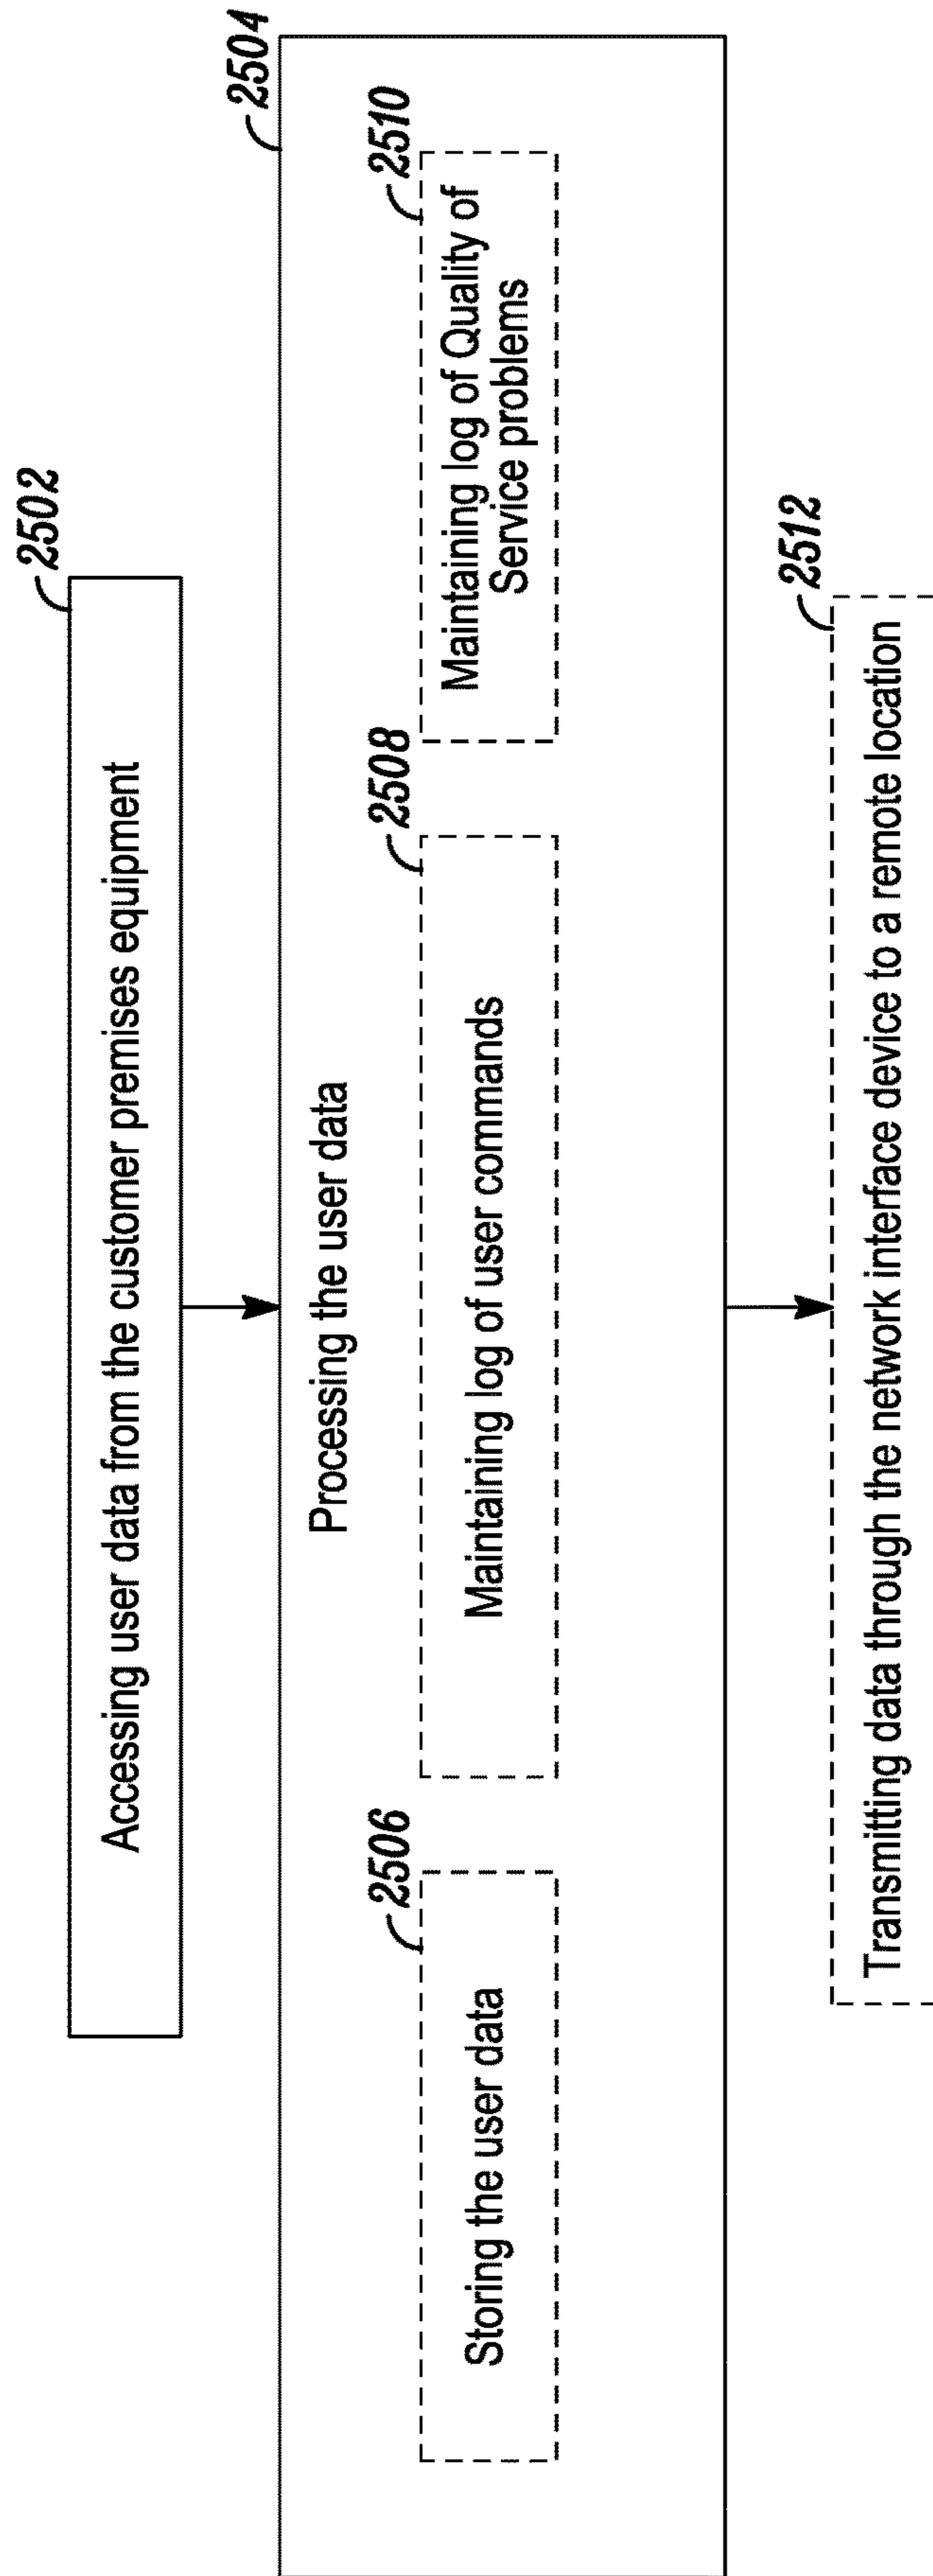 2502
Accessing user data from the customer premises equipment
2504
Processing the user data
2506
Storing the user data
2508
Maintaining log of user commands
2510
Maintaining log of Quality of
Service problems
2512
Transmitting data through the network interface device to a remote location